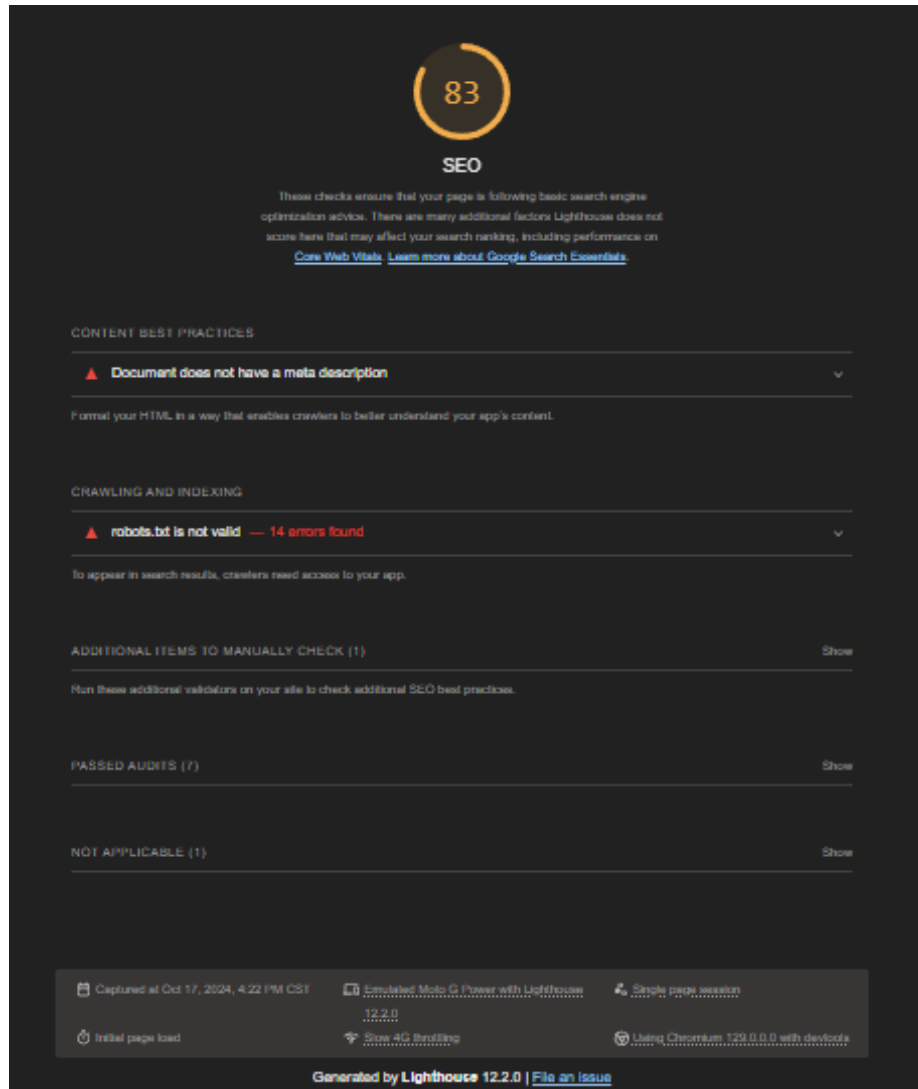 83
SEO
These checks ensure that your page is following basic search engine
optimization advice. There are many additional factors Lighthouse does not
score here that may affect your search ranking, including performance on
Core Web Vitals. Learn more about Google Search Essentials.
CONTENT BEST PRACTICES
Document does not have a meta description
Format your HTML in a way that enables crawlers to better understand your app's content.
CRAWLING AND INDEXING
robots.txt is not valid — 14 errors found
To appear in search results, crawlers need access to your app.
ADDITIONAL ITEMS TO MANUALLY CHECK (1) Show
Run these additional validators on your site to check additional SEO best practices.
PASSED AUDITS (7) Show
NOT APPLICABLE (1) Show
Captured at Oct 17, 2024, 4:22 PM CST
Emulated Moto G Power with Lighthouse
12.2.0
Single page session
Initial page load
Slow 4G throttling
Using Chromium 129.0.0.0 with devtools
Generated by Lighthouse 12.2.0 | File an issue